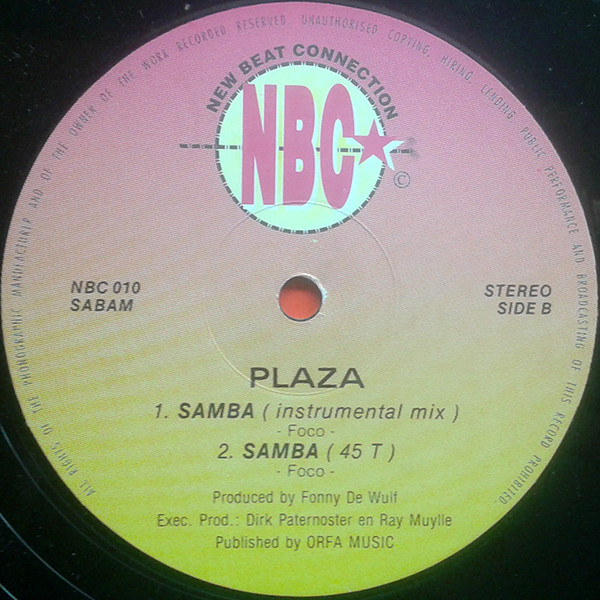 ALL RIGHTS OF THE PHONOGRAPHIC MANUFACTURER AND OF THE OWNER OF THE WORK RECORDED RESERVED. UNAUTHORISED COPYING, HIRING, LENDING, PUBLIC PERFORMANCE AND BROADCASTING OF THIS RECORD PROHIBITED.
NEW BEAT CONNECTION
NBC
©
NBC 010
SABAM
STEREO
SIDE B
PLAZA
1. SAMBA ( instrumental mix )
- Foco -
2. SAMBA ( 45 T )
- Foco -
Produced by Fonny De Wulf
Exec. Prod.: Dirk Paternoster en Ray Muylle
Published by ORFA MUSIC